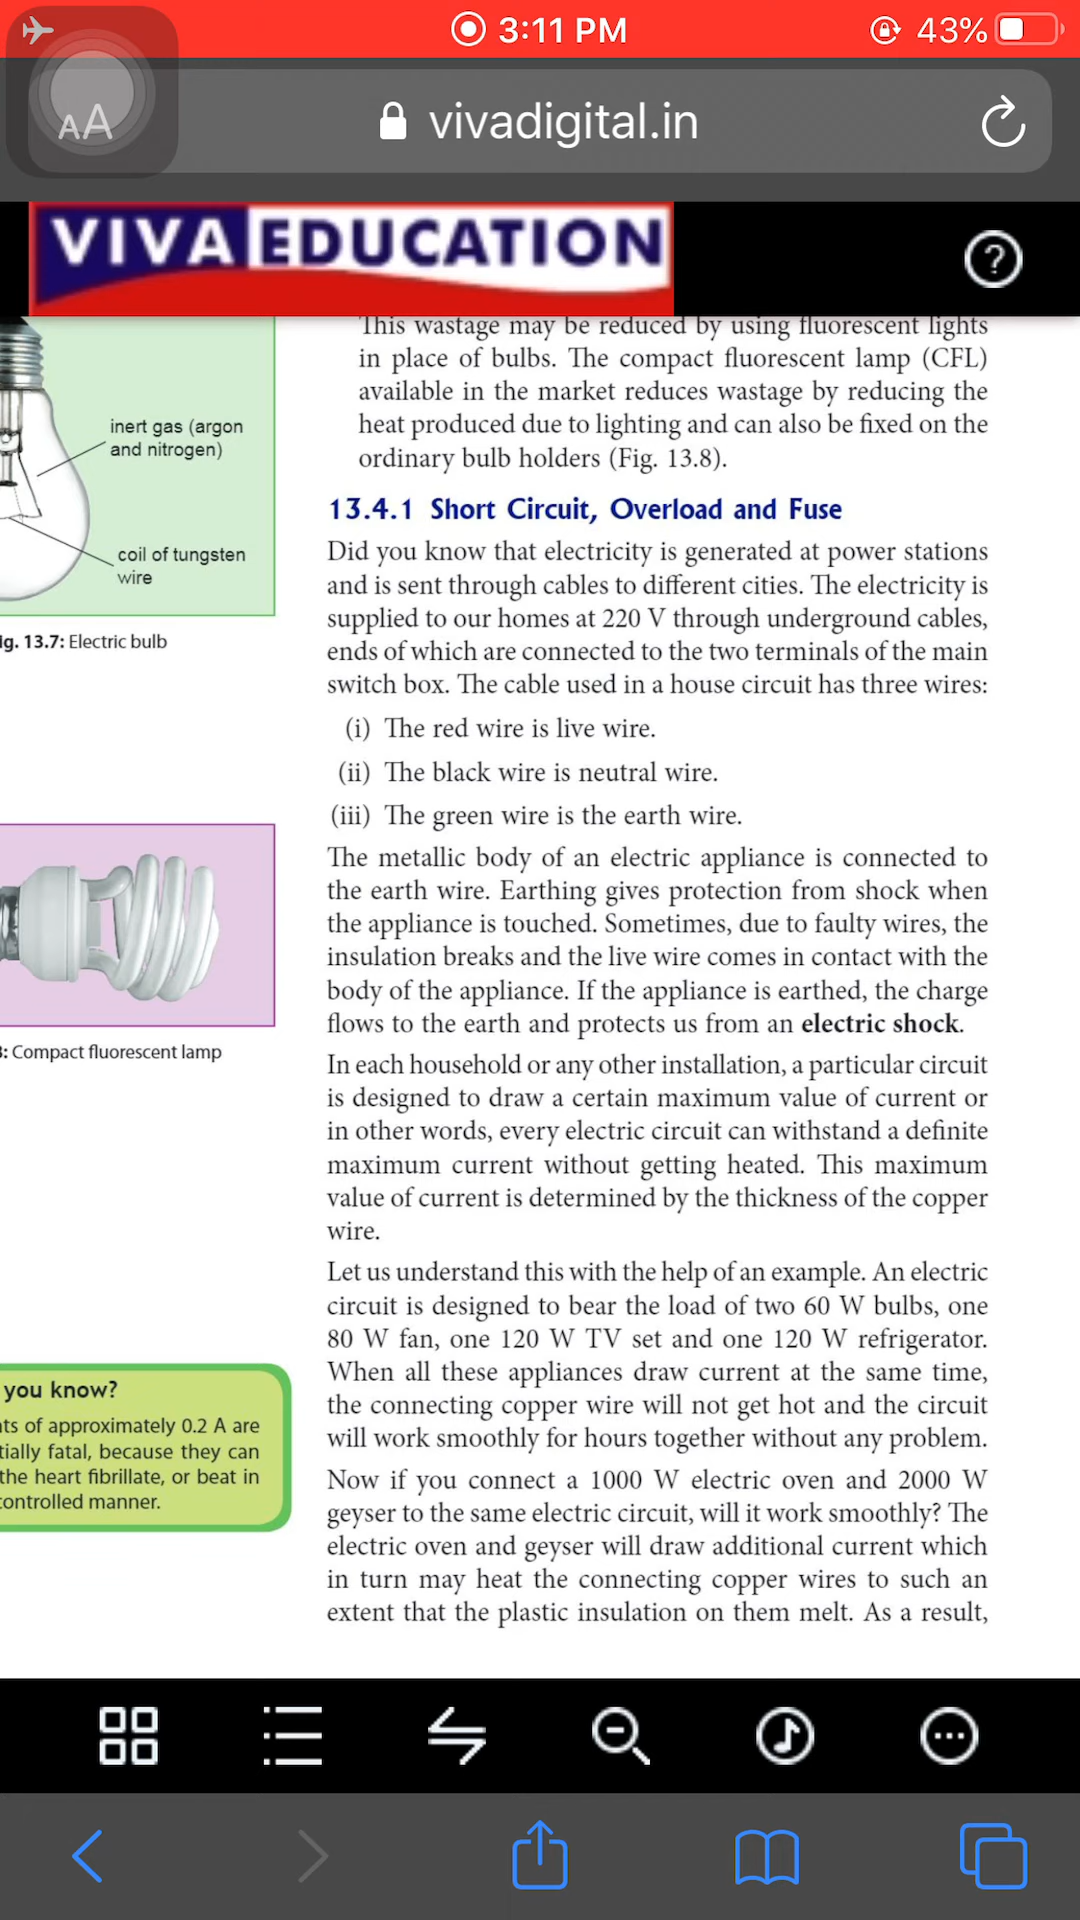 3:11 PM
43%
AA
vivadigital.in
VIVA EDUCATION
?
This wastage may be reduced by using fluorescent lights
in place of bulbs. The compact fluorescent lamp (CFL)
available in the market reduces wastage by reducing the
heat produced due to lighting and can also be fixed on the
ordinary bulb holders (Fig. 13.8).
inert gas (argon
and nitrogen)
coil of tungsten
wire
ig. 13.7: Electric bulb
13.4.1 Short Circuit, Overload and Fuse
Did you know that electricity is generated at power stations
and is sent through cables to different cities. The electricity is
supplied to our homes at 220 V through underground cables,
ends of which are connected to the two terminals of the main
switch box. The cable used in a house circuit has three wires:
(i) The red wire is live wire.
(ii) The black wire is neutral wire.
(iii) The green wire is the earth wire.
The metallic body of an electric appliance is connected to
the earth wire. Earthing gives protection from shock when
the appliance is touched. Sometimes, due to faulty wires, the
insulation breaks and the live wire comes in contact with the
body of the appliance. If the appliance is earthed, the charge
flows to the earth and protects us from an electric shock.
: Compact fluorescent lamp
In each household or any other installation, a particular circuit
is designed to draw a certain maximum value of current or
in other words, every electric circuit can withstand a definite
maximum current without getting heated. This maximum
value of current is determined by the thickness of the copper
wire.
Let us understand this with the help of an example. An electric
circuit is designed to bear the load of two 60 W bulbs, one
80 W fan, one 120 W TV set and one 120 W refrigerator.
When all these appliances draw current at the same time,
the connecting copper wire will not get hot and the circuit
will work smoothly for hours together without any problem.
Now if you connect a 1000 W electric oven and 2000 W
geyser to the same electric circuit, will it work smoothly? The
electric oven and geyser will draw additional current which
in turn may heat the connecting copper wires to such an
extent that the plastic insulation on them melt. As a result,
you know?
nts of approximately 0.2 A are
tially fatal, because they can
the heart fibrillate, or beat in
controlled manner.